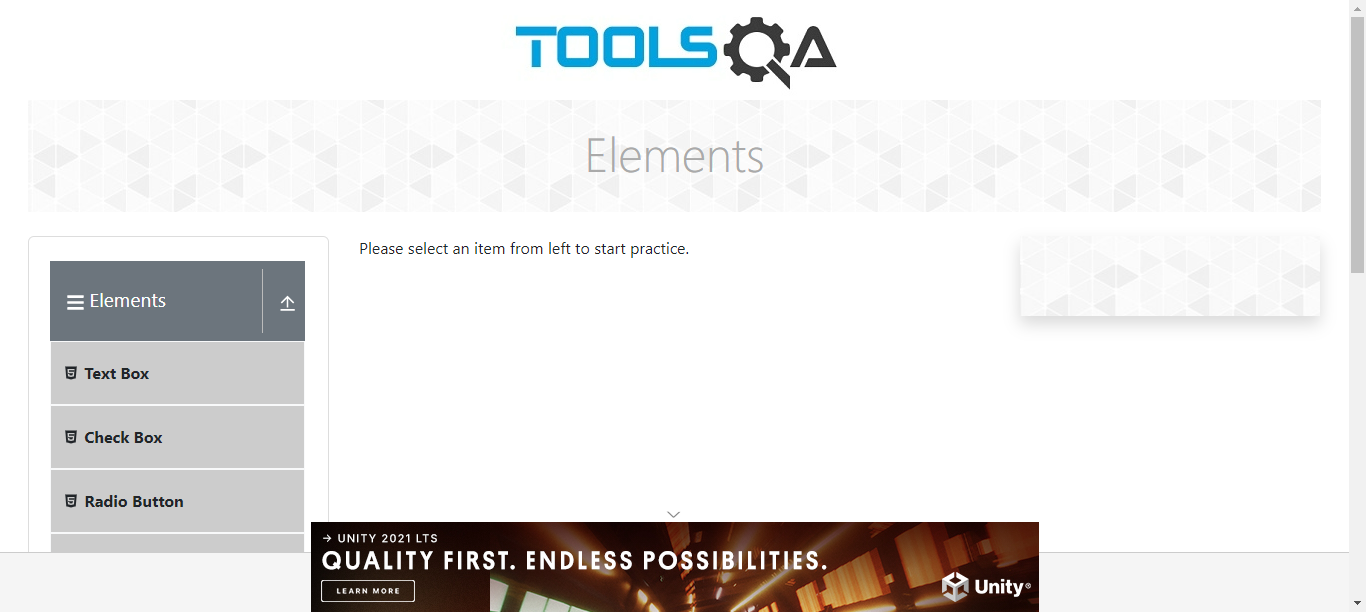 TOOLSQA
Elements
Please select an item from left to start practice.
Elements
Text Box
Check Box
Radio Button
→ UNITY 2021 LTS
QUALITY FIRST. ENDLESS POSSIBILITIES.
LEARN MORE
Unity®